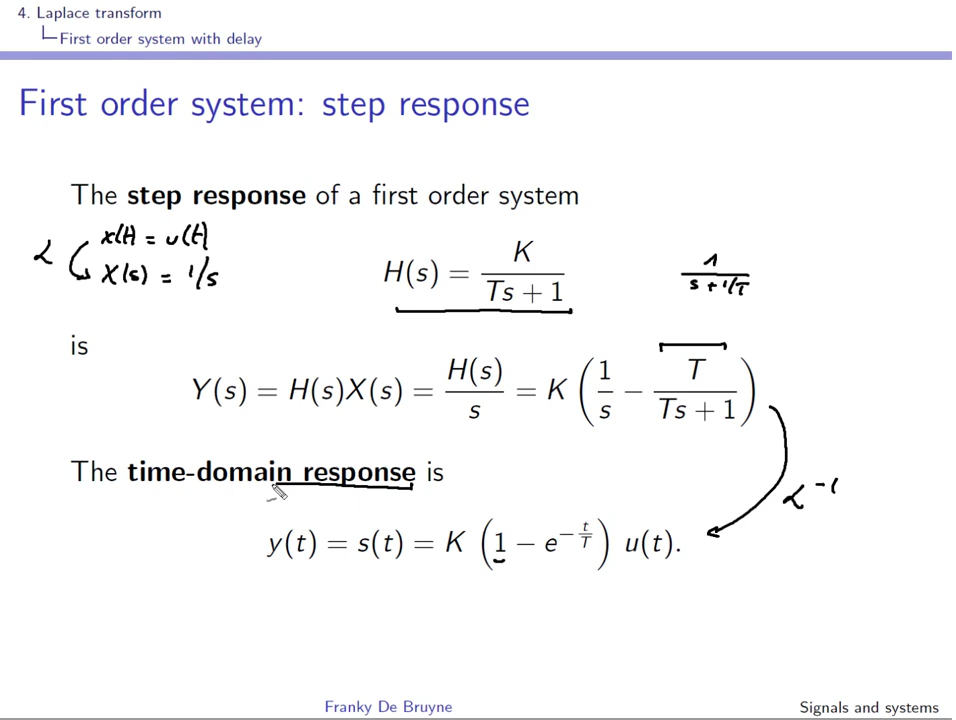 4. Laplace transform
First order system with delay
First order system: step response
The step response of a first order system
ℒ x(t) = u(t)
X(s) = 1/s
H(s) = K / (Ts + 1)
1 / (s + 1/T)
is
Y(s) = H(s)X(s) = H(s)/s = K (1/s − T/(Ts + 1))
The time-domain response is
ℒ⁻¹
y(t) = s(t) = K (1 − e^(−t/T)) u(t).
Franky De Bruyne Signals and systems